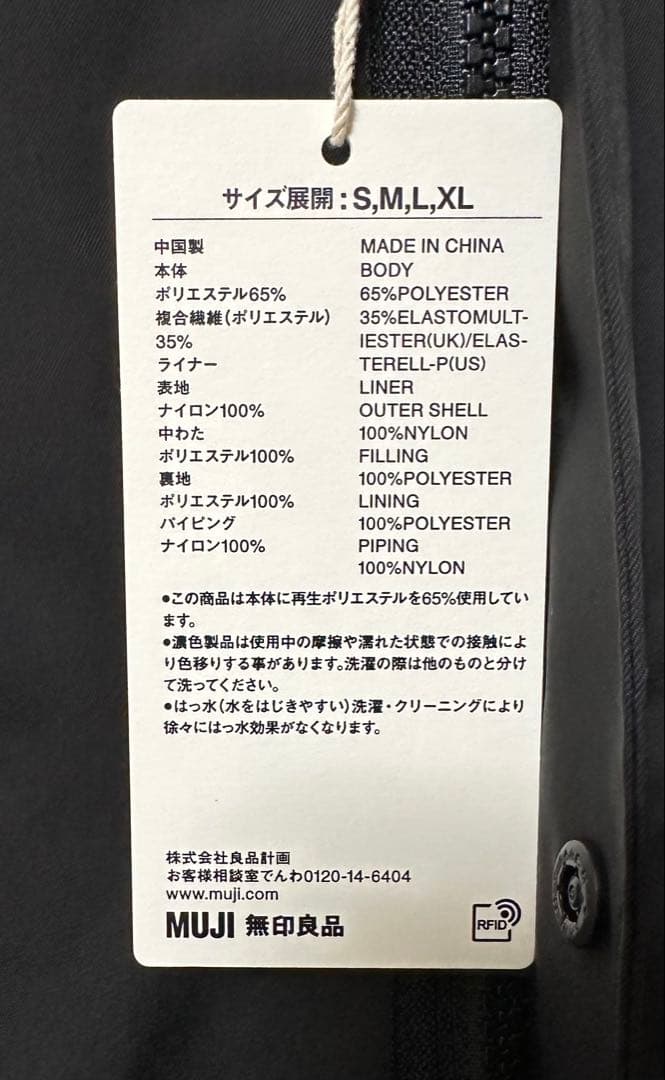 サイズ展開:S,M,L,XL
中国製 MADE IN CHINA
本体 BODY
ポリエステル65% 65%POLYESTER
複合繊維(ポリエステル) 35%ELASTOMULT-
35% IESTER(UK)/ELAS-
ライナー TERELL-P(US)
表地 LINER
ナイロン100% OUTER SHELL
中わた 100%NYLON
ポリエステル100% FILLING
裏地 100%POLYESTER
ポリエステル100% LINING
パイピング 100%POLYESTER
ナイロン100% PIPING
100%NYLON
●この商品は本体に再生ポリエステルを65%使用してい
ます。
●濃色製品は使用中の摩擦や濡れた状態での接触によ
り色移りする事があります。洗濯の際は他のものと分け
て洗ってください。
●はっ水(水をはじきやすい)洗濯・クリーニングにより
徐々にはっ水効果がなくなります。
株式会社良品計画
お客様相談室でんわ0120-14-6404
www.muji.com
MUJI 無印良品
RFID